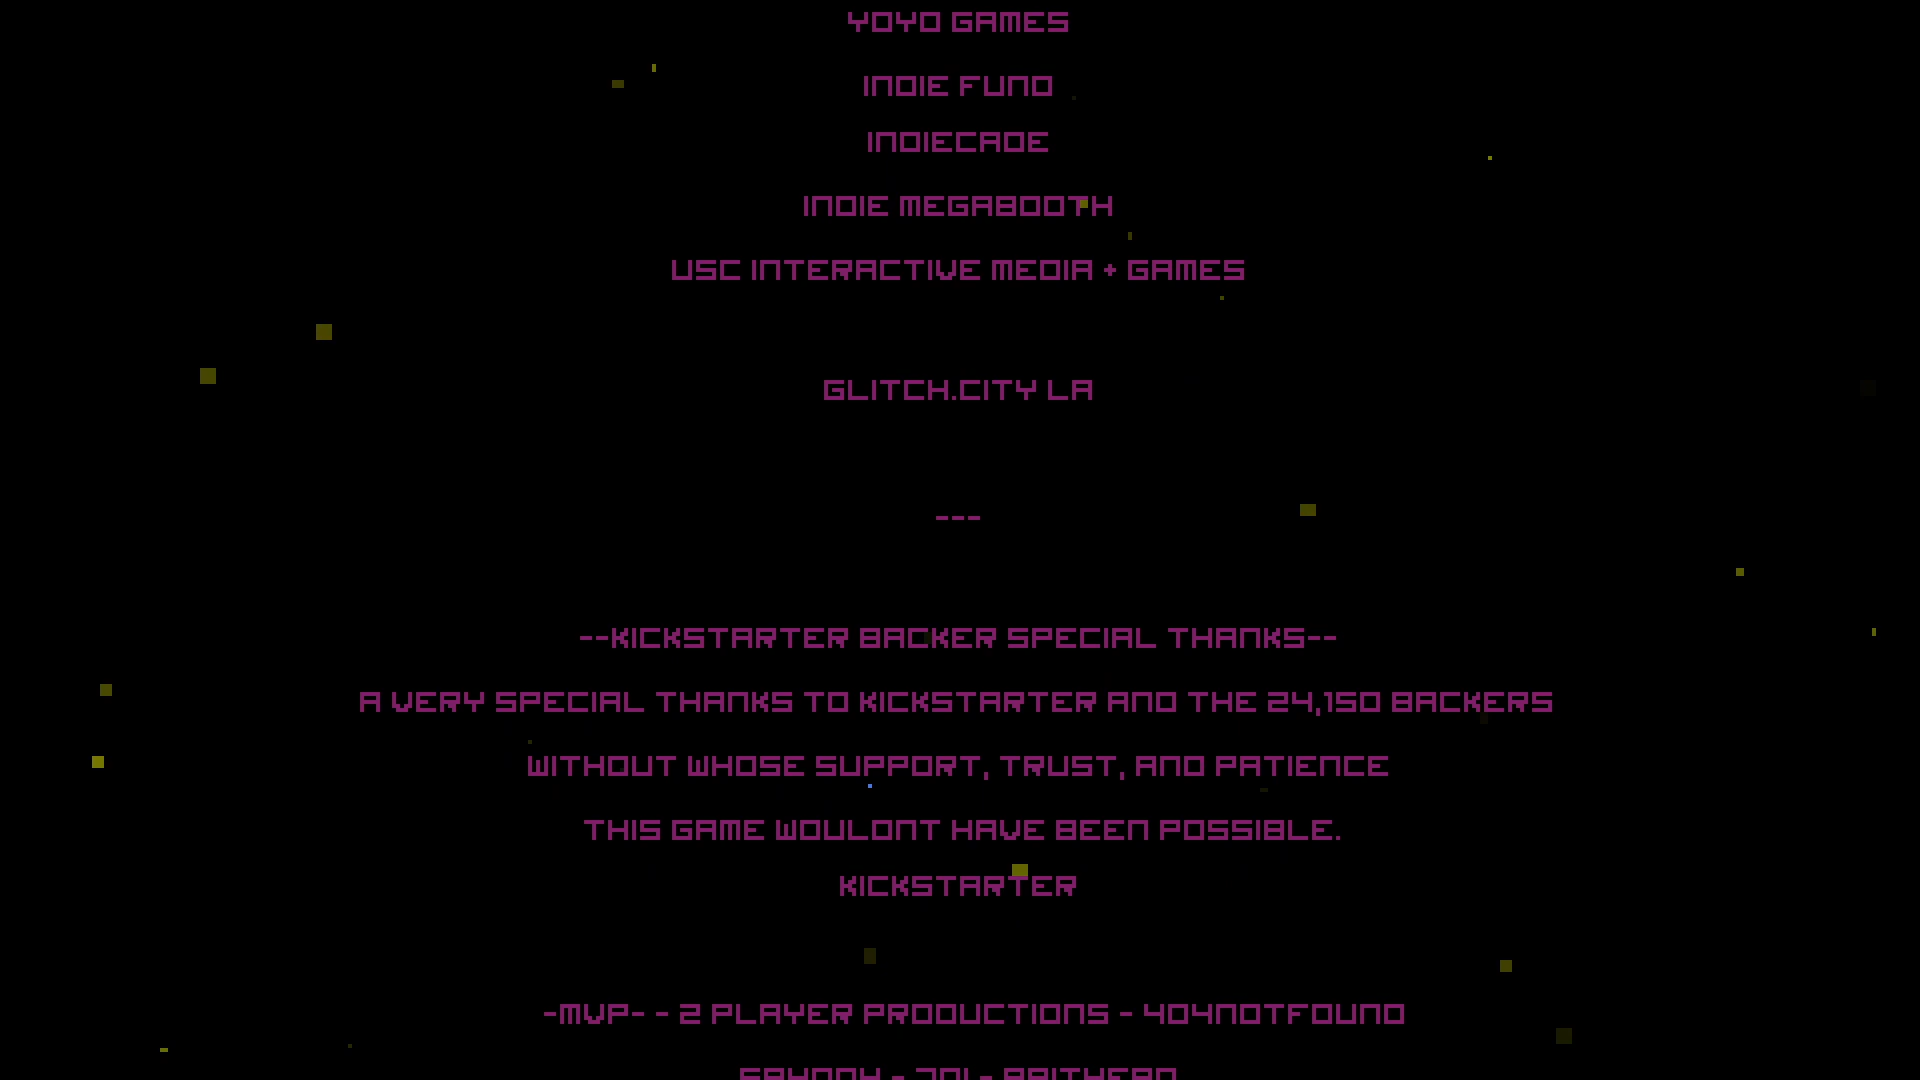 YOYO GAMES
INDIE FUND
INDIECADE
INDIE MEGABOOTH
USC INTERACTIVE MEDIA + GAMES
GLITCH.CITY LA
---
--KICKSTARTER BACKER SPECIAL THANKS--
A VERY SPECIAL THANKS TO KICKSTARTER AND THE 24,150 BACKERS
WITHOUT WHOSE SUPPORT, TRUST, AND PATIENCE
THIS GAME WOULDNT HAVE BEEN POSSIBLE.
KICKSTARTER
-MVP- - 2 PLAYER PRODUCTIONS - 404NOTFOUND